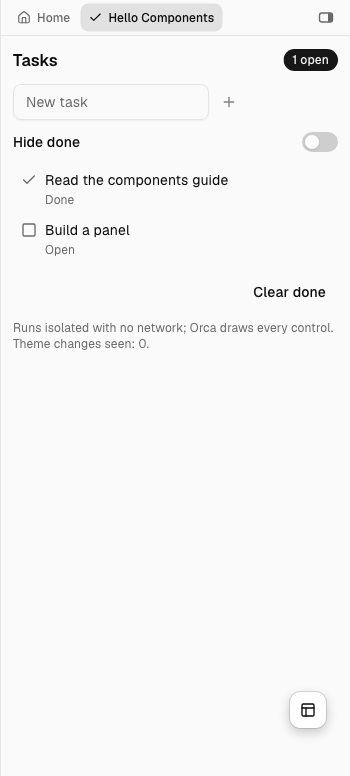 Home
Hello Components
Tasks
1 open
New task
Hide done
Read the components guide
Done
Build a panel
Open
Clear done
Runs isolated with no network; Orca draws every control.
Theme changes seen: 0.